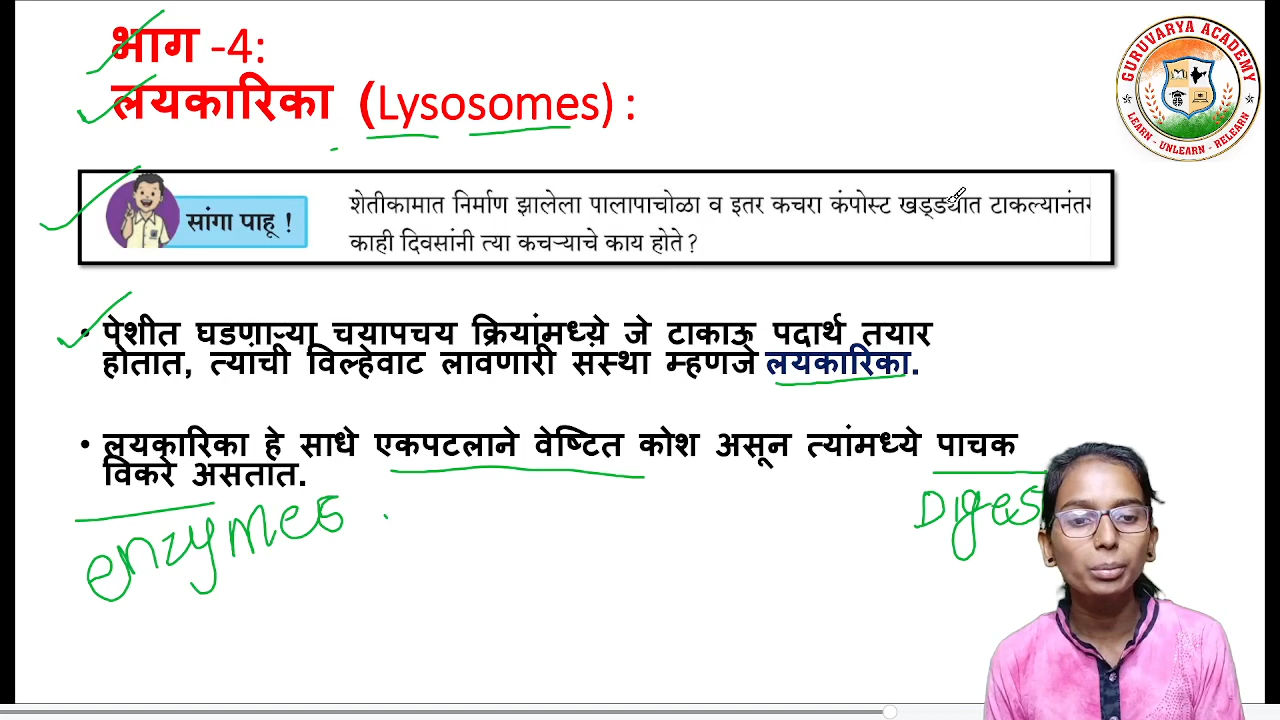 भाग -4:
लयकारिका (Lysosomes) :
GURUVARYA ACADEMY
LEARN - UNLEARN - RELEARN
सांगा पाहू !
शेतीकामात निर्माण झालेला पालापाचोळा व इतर कचरा कंपोस्ट खड्ड्यात टाकल्यानंतर
काही दिवसांनी त्या कचऱ्याचे काय होते ?
• पेशीत घडणाऱ्या चयापचय क्रियांमध्ये जे टाकाऊ पदार्थ तयार
होतात, त्यांची विल्हेवाट लावणारी संस्था म्हणजे लयकारिका.
• लयकारिका हे साधे एकपटलाने वेष्टित कोश असून त्यांमध्ये पाचक
विकरे असतात.
enzymes
Diges